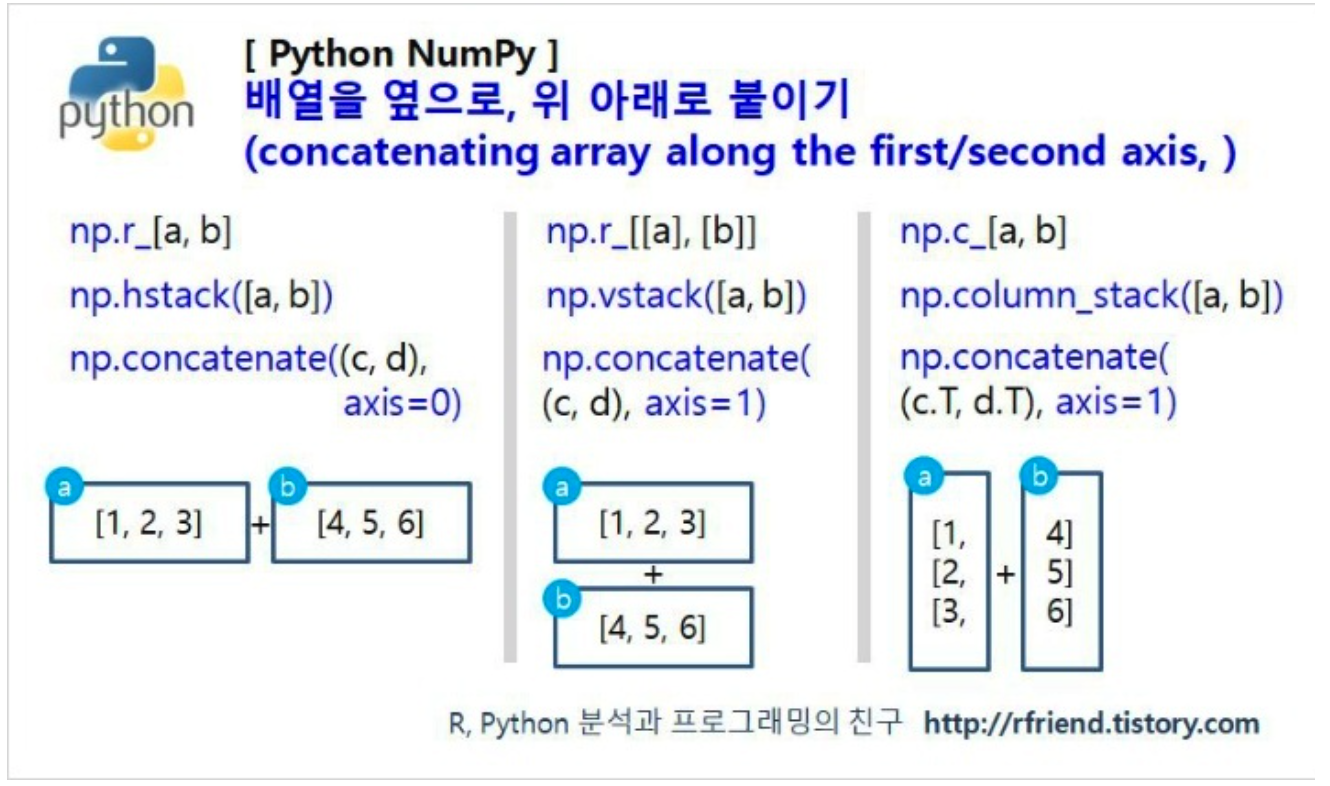 python
[ Python NumPy ]
배열을 옆으로, 위 아래로 붙이기
(concatenating array along the first/second axis, )
np.r_[a, b]
np.hstack([a, b])
np.concatenate((c, d),
axis=0)
a
[1, 2, 3]
+
b
[4, 5, 6]
np.r_[[a], [b]]
np.vstack([a, b])
np.concatenate(
(c, d), axis=1)
a
[1, 2, 3]
+
b
[4, 5, 6]
np.c_[a, b]
np.column_stack([a, b])
np.concatenate(
(c.T, d.T), axis=1)
a
[1,
[2,
[3,
+
b
4]
5]
6]
R, Python 분석과 프로그래밍의 친구 http://rfriend.tistory.com